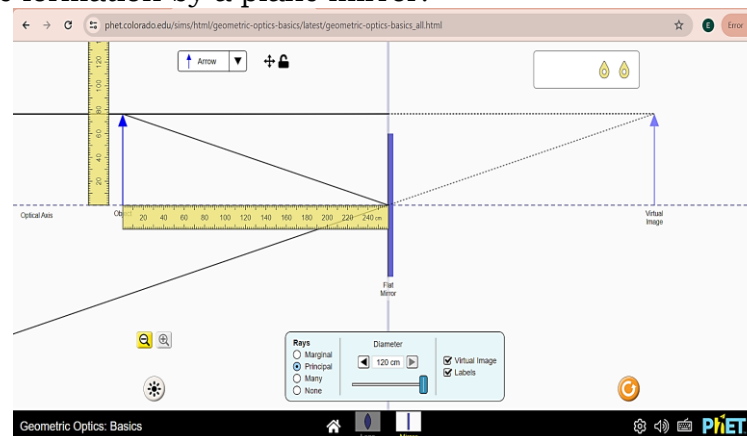 formation by a plane mirror.
phet.colorado.edu/sims/html/geometric-optics-basics/latest/geometric-optics-basics_all.html
E
Error
Arrow
120
100
80
60
40
20
Optical Axis
Obj
20 40 60 80 100 120 140 160 180 200 220 240 cm
Virtual
Image
Flat
Mirror
Rays
Marginal
Principal
Many
None
Diameter
120 cm
Virtual Image
Labels
Geometric Optics: Basics
Lens
Mirror
PhET